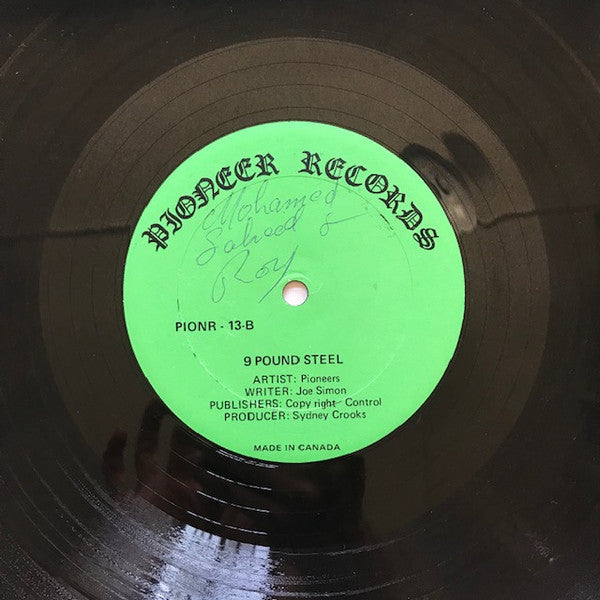 PIONEER RECORDS
Mohamed
&
Roy
PIONR - 13-B
9 POUND STEEL
ARTIST: Pioneers
WRITER: Joe Simon
PUBLISHERS: Copy right Control
PRODUCER: Sydney Crooks
MADE IN CANADA